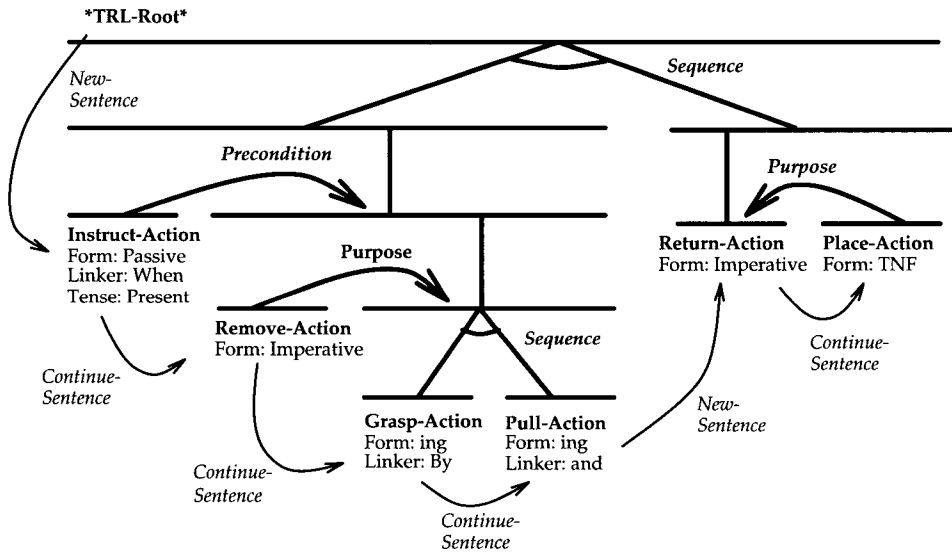 *TRL-Root*
New-
Sentence
Sequence
Precondition
Purpose
Instruct-Action
Form: Passive
Linker: When
Tense: Present
Purpose
Return-Action
Form: Imperative
Place-Action
Form: TNF
Remove-Action
Form: Imperative
Sequence
Continue-
Sentence
Continue-
Sentence
Grasp-Action
Form: ing
Linker: By
Pull-Action
Form: ing
Linker: and
New-
Sentence
Continue-
Sentence
Continue-
Sentence